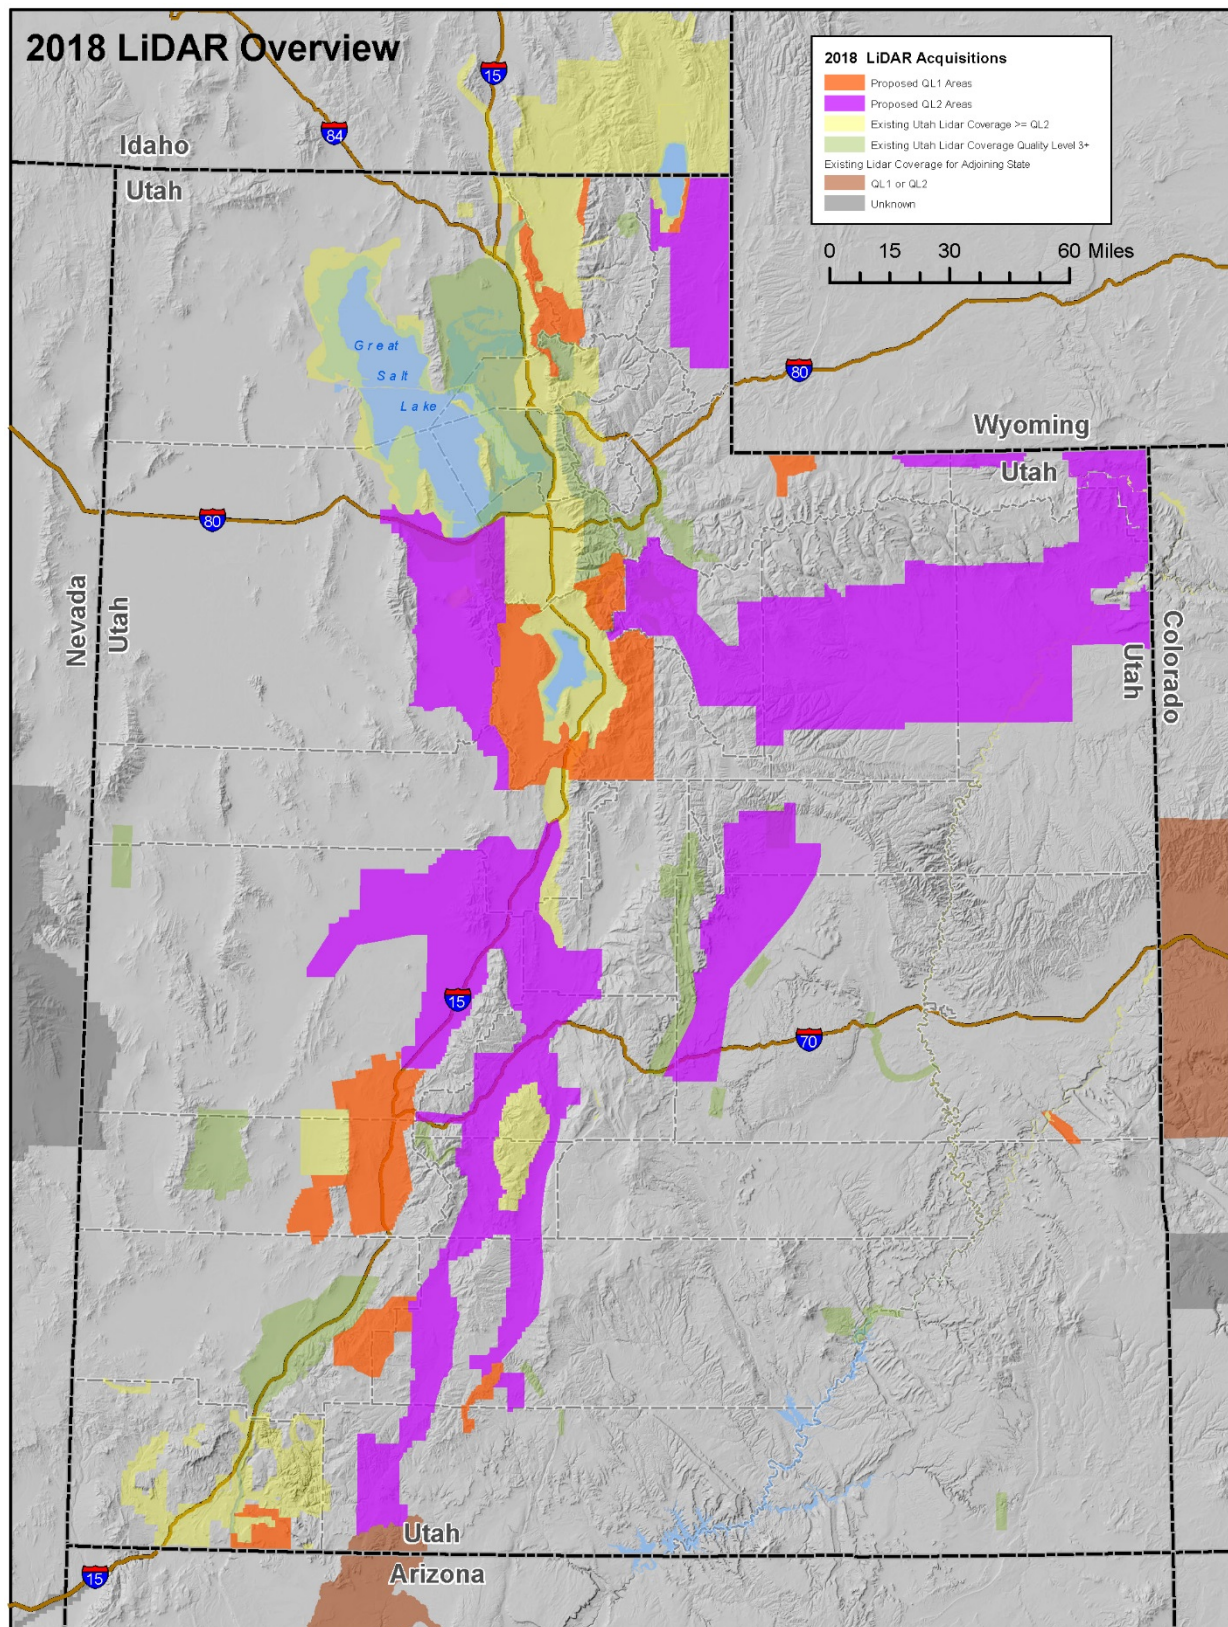 2018 LiDAR Overview
15
84
Idaho
Utah
2018 LiDAR Acquisitions
Proposed QL1 Areas
Proposed QL2 Areas
Existing Utah Lidar Coverage >= QL2
Existing Utah Lidar Coverage Quality Level 3+
Existing Lidar Coverage for Adjoining State
QL1 or QL2
Unknown
0 15 30 60 Miles
Great
Salt
Lake
80
Wyoming
Utah
80
Nevada
Utah
Utah
Colorado
15
70
Utah
Arizona
15